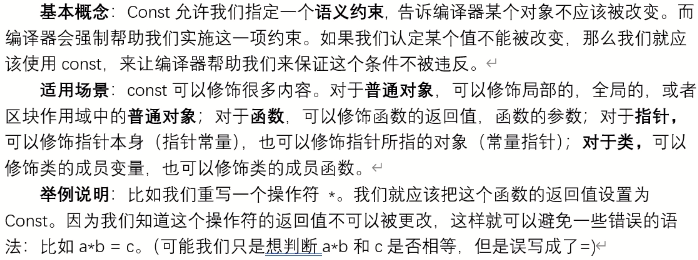 基本概念：Const 允许我们指定一个语义约束，告诉编译器某个对象不应该被改变。而
编译器会强制帮助我们实施这一项约束。如果我们认定某个值不能被改变，那么我们就应
该使用 const，来让编译器帮助我们来保证这个条件不被违反。
适用场景：const 可以修饰很多内容。对于普通对象，可以修饰局部的，全局的，或者
区块作用域中的普通对象；对于函数，可以修饰函数的返回值，函数的参数；对于指针，
可以修饰指针本身（指针常量），也可以修饰指针所指的对象（常量指针）；对于类，可以
修饰类的成员变量，也可以修饰类的成员函数。
举例说明：比如我们重写一个操作符 *。我们就应该把这个函数的返回值设置为
Const。因为我们知道这个操作符的返回值不可以被更改，这样就可以避免一些错误的语
法：比如 a*b = c。（可能我们只是想判断 a*b 和 c 是否相等，但是误写成了=)